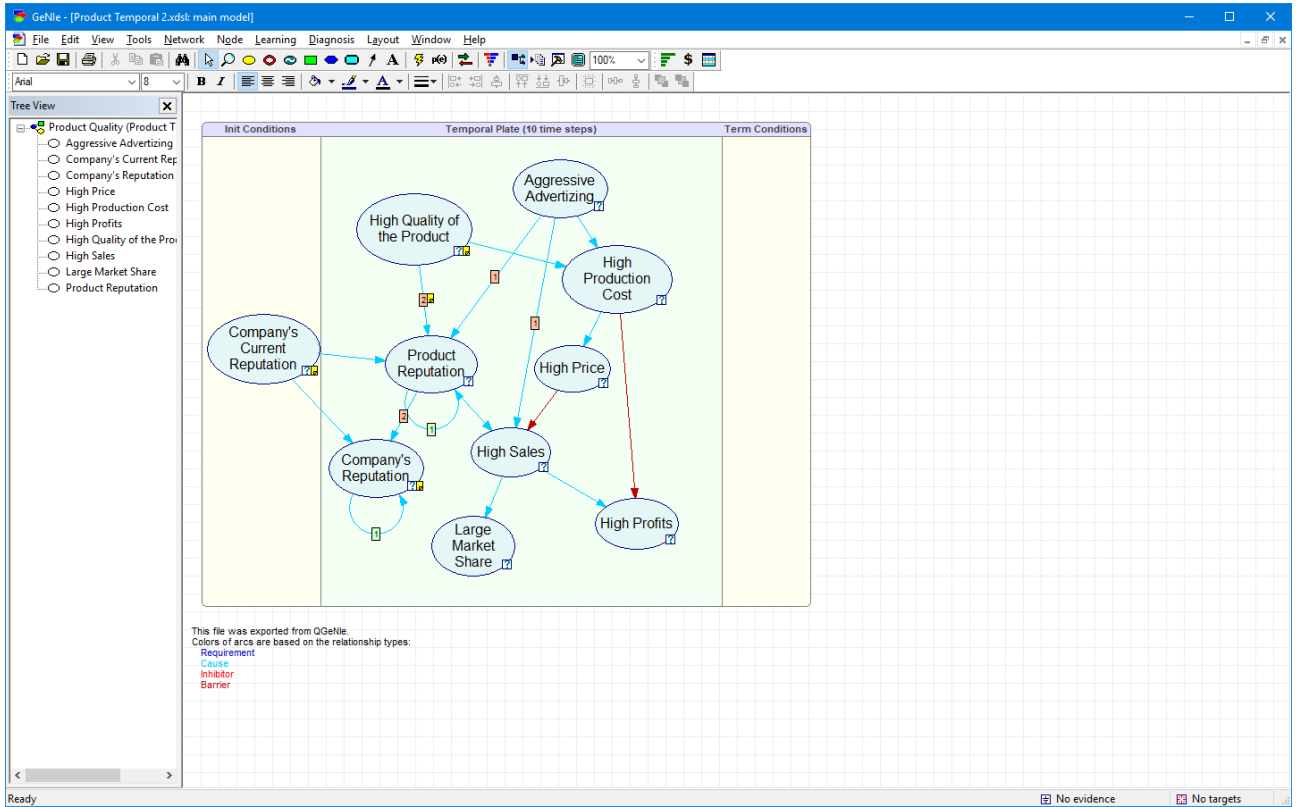 GeNIe - [Product Temporal 2.xdsl: main model]
File Edit View Tools Network Node Learning Diagnosis Layout Window Help
100%
Arial 8 B I A
Tree View
Product Quality (Product T
Aggressive Advertizing
Company's Current Rep
Company's Reputation
High Price
High Production Cost
High Profits
High Quality of the Pro
High Sales
Large Market Share
Product Reputation
Init Conditions
Temporal Plate (10 time steps)
Term Conditions
Aggressive
Advertizing
High Quality of
the Product
High
Production
Cost
1
2
1
Company's
Current
Reputation
Product
Reputation
High Price
2
1
High Sales
Company's
Reputation
1
High Profits
Large
Market
Share
This file was exported from QGeNIe.
Colors of arcs are based on the relationship types:
Requirement
Cause
Inhibitor
Barrier
Ready
No evidence
No targets